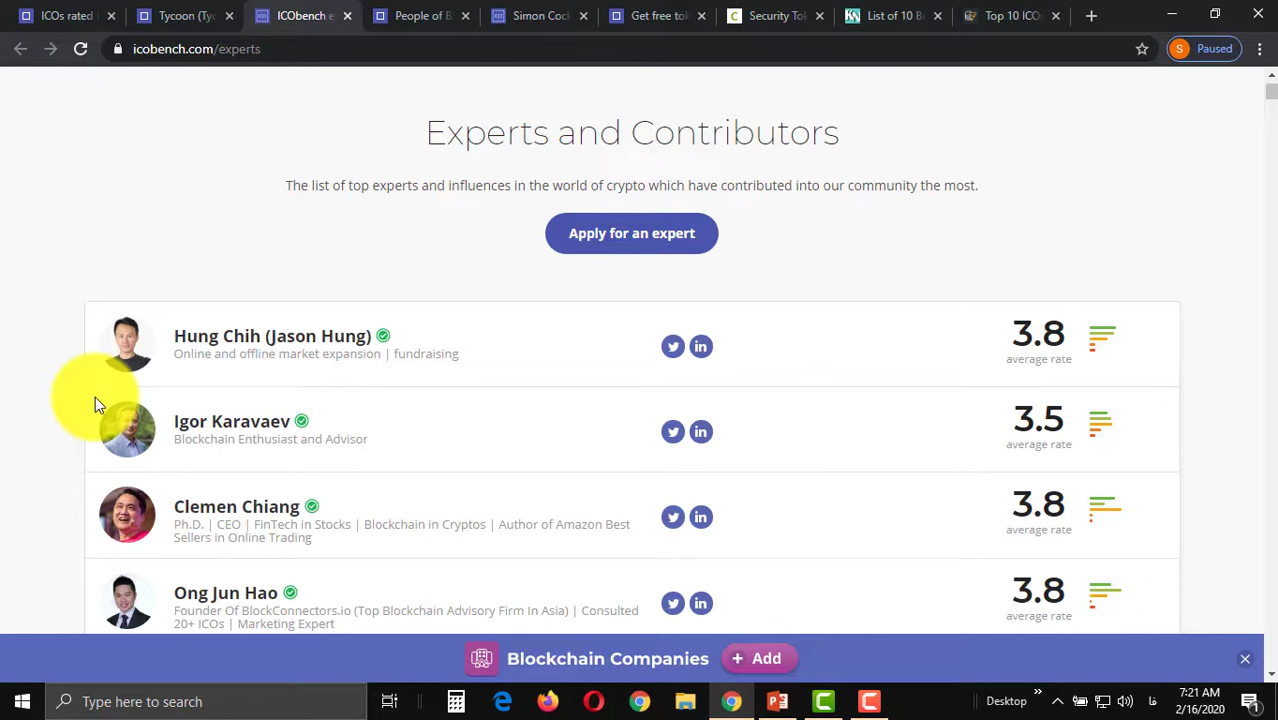 ICOs rated
Tycoon (Ty
ICObench e
People of B
Simon Cock
Get free tok
Security Tok
List of 10 B
Top 10 ICOs
icobench.com/experts
S
Paused
Experts and Contributors
The list of top experts and influences in the world of crypto which have contributed into our community the most.
Apply for an expert
Hung Chih (Jason Hung)
Online and offline market expansion | fundraising
3.8
average rate
Igor Karavaev
Blockchain Enthusiast and Advisor
3.5
average rate
Clemen Chiang
Ph.D. | CEO | FinTech in Stocks | Blockchain in Cryptos | Author of Amazon Best
Sellers in Online Trading
3.8
average rate
Ong Jun Hao
Founder Of BlockConnectors.io (Top Blockchain Advisory Firm In Asia) | Consulted
20+ ICOs | Marketing Expert
3.8
average rate
Blockchain Companies
+ Add
Type here to search
Desktop
فا
7:21 AM
2/16/2020